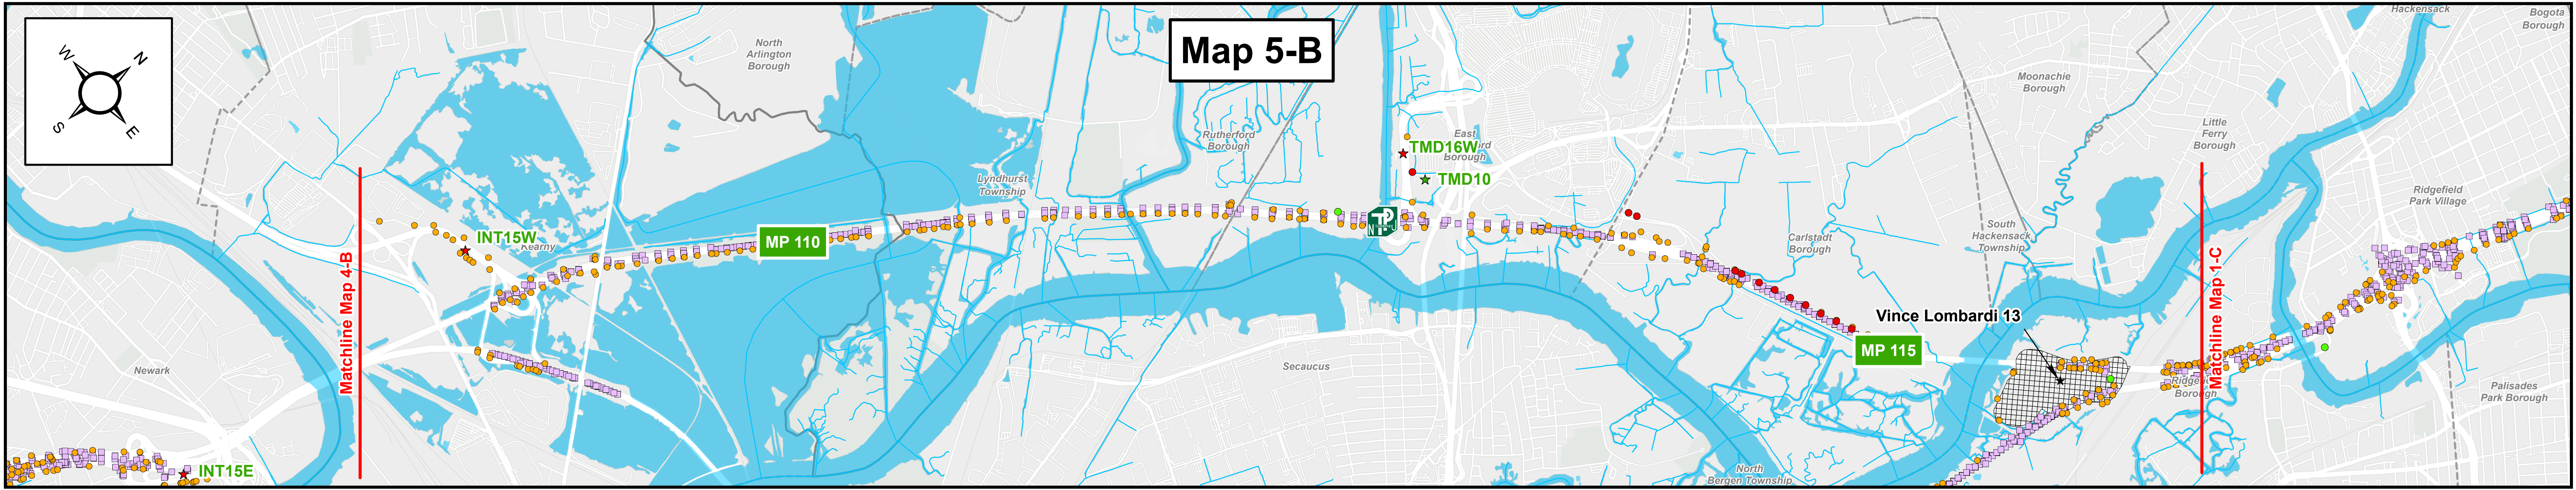 Map 5-B
W
N
S
E
North
Arlington
Borough
Hackensack
Bogota
Borough
Moonachie
Borough
Little
Ferry
Borough
Rutherford
Borough
East
Borough
TMD16W
TMD10
Lyndhurst
Township
Ridgefield
Park Village
INT15W
Kearny
MP 110
South
Hackensack
Township
Carlstadt
Borough
Matchline Map 4-B
Matchline Map 1-C
Vince Lombardi 13
MP 115
Newark
Secaucus
Borough
Palisades
Park Borough
INT15E
North
Bergen Township